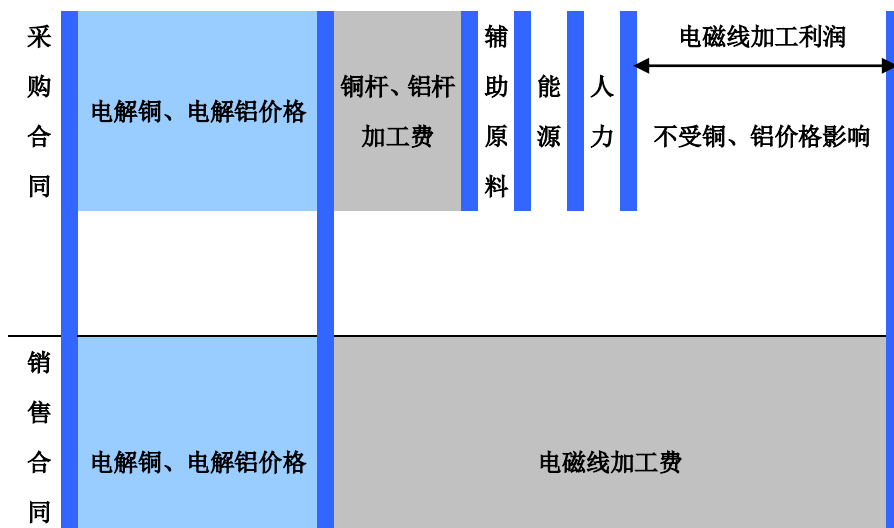 采购合同
电解铜、电解铝价格
铜杆、铝杆
加工费
辅助原料
能源
人力
电磁线加工利润
不受铜、铝价格影响
销售合同
电解铜、电解铝价格
电磁线加工费